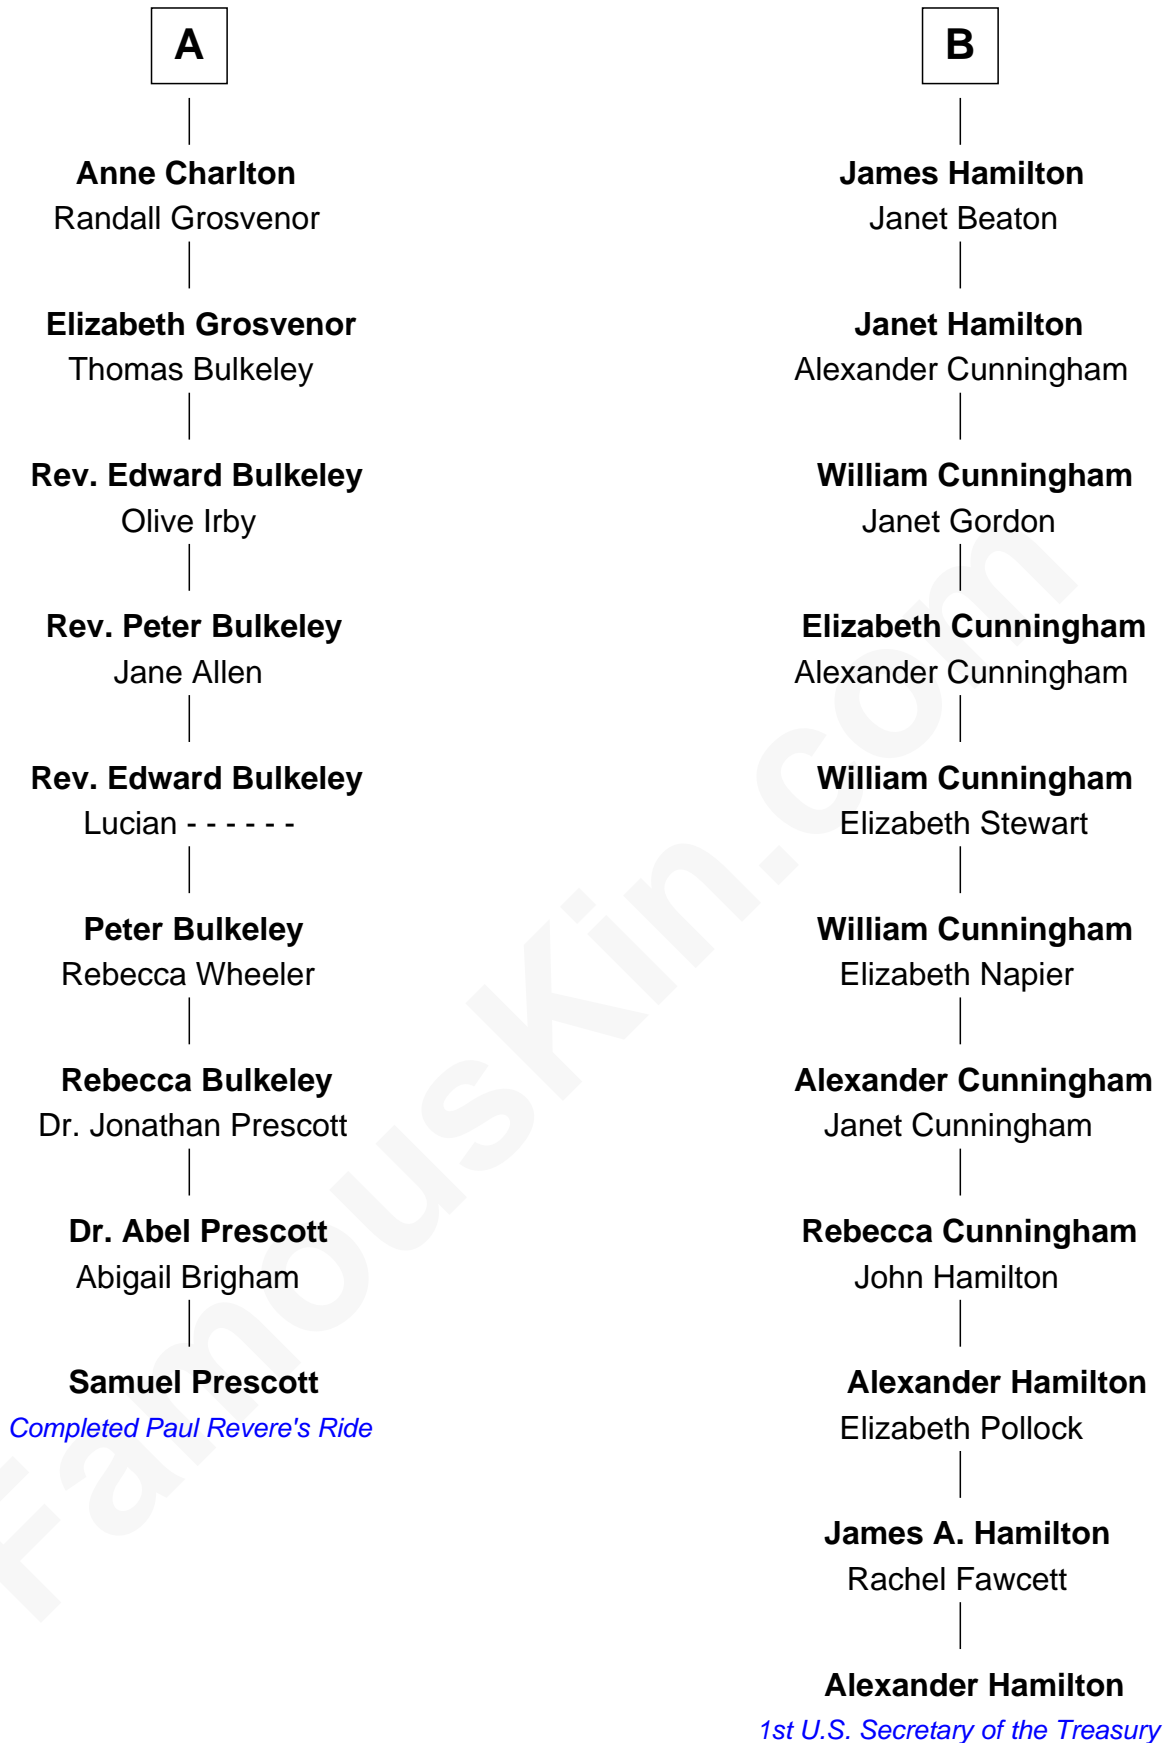 A
Anne Charlton
Randall Grosvenor
Elizabeth Grosvenor
Thomas Bulkeley
Rev. Edward Bulkeley
Olive Irby
Rev. Peter Bulkeley
Jane Allen
Rev. Edward Bulkeley
Lucian - - - - - -
Peter Bulkeley
Rebecca Wheeler
Rebecca Bulkeley
Dr. Jonathan Prescott
Dr. Abel Prescott
Abigail Brigham
Samuel Prescott
Completed Paul Revere's Ride
B
James Hamilton
Janet Beaton
Janet Hamilton
Alexander Cunningham
William Cunningham
Janet Gordon
Elizabeth Cunningham
Alexander Cunningham
William Cunningham
Elizabeth Stewart
William Cunningham
Elizabeth Napier
Alexander Cunningham
Janet Cunningham
Rebecca Cunningham
John Hamilton
Alexander Hamilton
Elizabeth Pollock
James A. Hamilton
Rachel Fawcett
Alexander Hamilton
1st U.S. Secretary of the Treasury
FamousKin.com